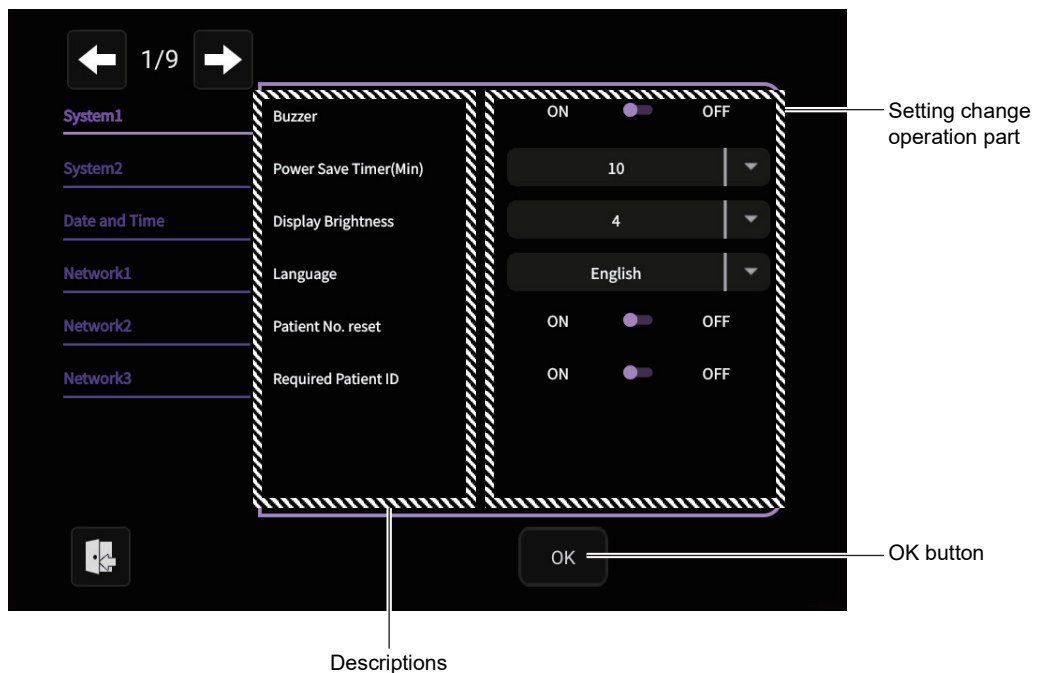 1/9
System1
System2
Date and Time
Network1
Network2
Network3
Buzzer
ON OFF
Power Save Timer(Min)
10
Display Brightness
4
Language
English
Patient No. reset
ON OFF
Required Patient ID
ON OFF
Setting change
operation part
OK
OK button
Descriptions